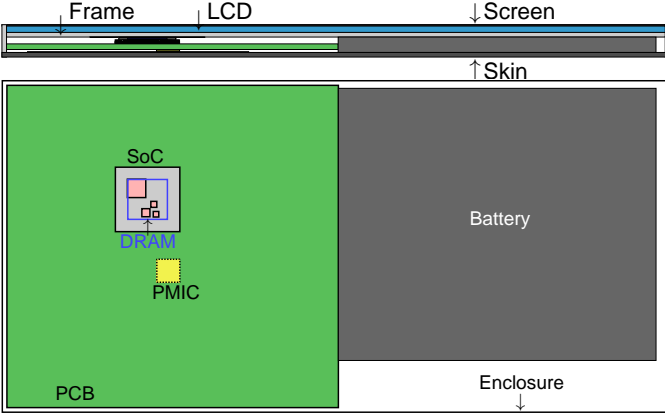 Frame
LCD
Screen
Skin
SoC
DRAM
PMIC
Battery
PCB
Enclosure